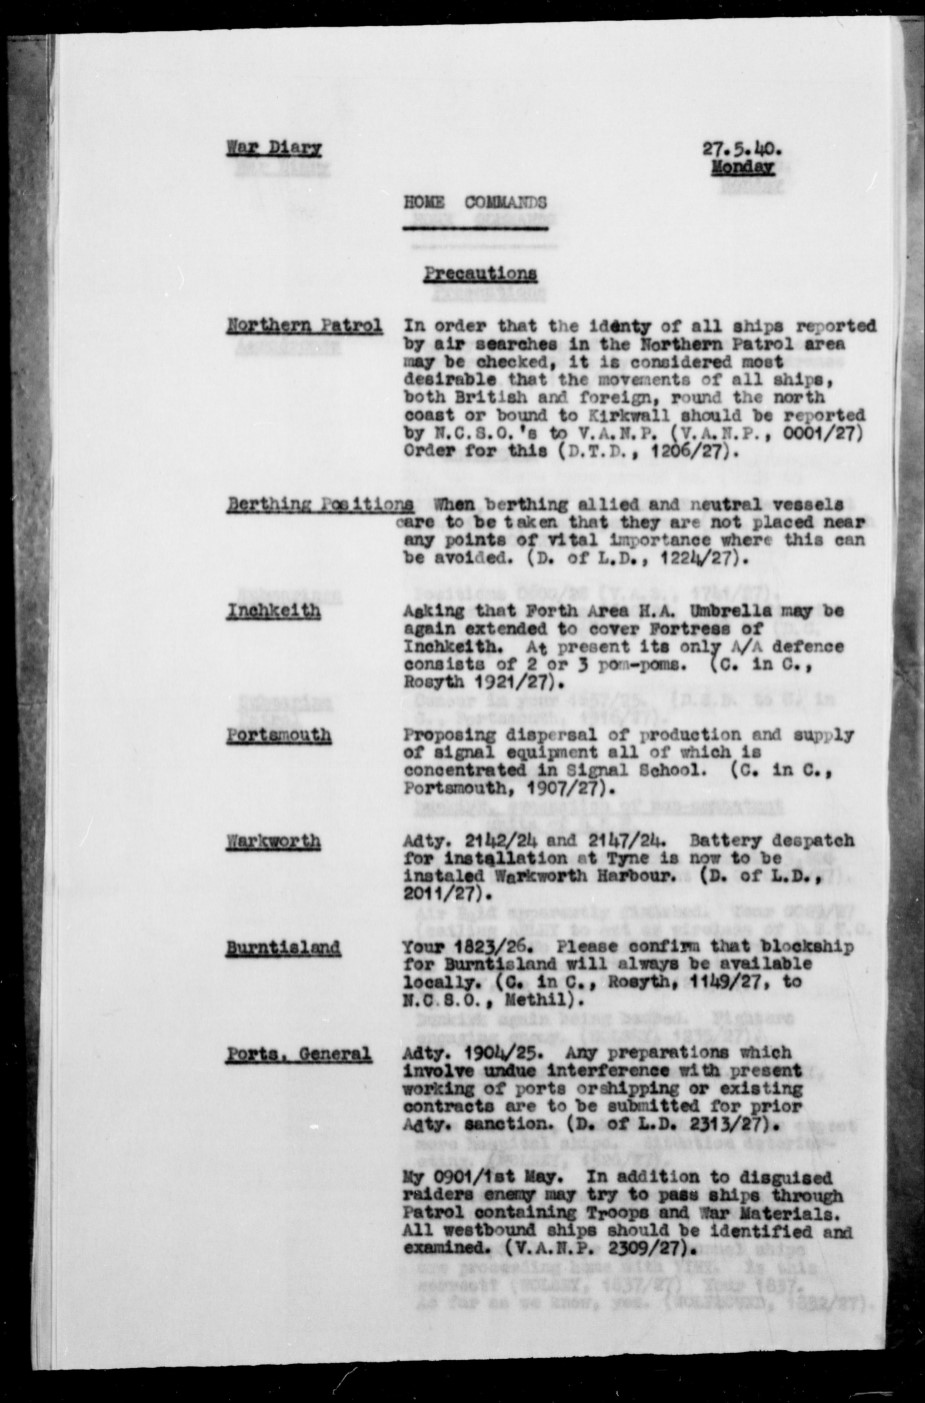 War Diary
27.5.40.
Monday
HOME COMMANDS
Precautions
Northern Patrol In order that the idënty of all ships reported
by air searches in the Northern Patrol area
may be checked, it is considered most
desirable that the movements of all ships,
both British and foreign, round the north
coast or bound to Kirkwall should be reported
by N.C.S.O.'s to V.A.N.P. (V.A.N.P., 0001/27)
Order for this (D.T.D., 1206/27).
Berthing Positions When berthing allied and neutral vessels
care to be taken that they are not placed near
any points of vital importance where this can
be avoided. (D. of L.D., 1224/27).
Inchkeith Asking that Forth Area H.A. Umbrella may be
again extended to cover Fortress of
Inchkeith. At present its only A/A defence
consists of 2 or 3 pom-poms. (C. in C.,
Rosyth 1921/27).
Portsmouth Proposing dispersal of production and supply
of signal equipment all of which is
concentrated in Signal School. (C. in C.,
Portsmouth, 1907/27).
Warkworth Adty. 2142/24 and 2147/24. Battery despatch
for installation at Tyne is now to be
instaled Warkworth Harbour. (D. of L.D.,
2011/27).
Burntisland Your 1823/26. Please confirm that blockship
for Burntisland will always be available
locally. (C. in C., Rosyth, 1149/27, to
N.C.S.O., Methil).
Ports, General Adty. 1904/25. Any preparations which
involve undue interference with present
working of ports orshipping or existing
contracts are to be submitted for prior
Adty. sanction. (D. of L.D. 2313/27).
My 0901/1st May. In addition to disguised
raiders enemy may try to pass ships through
Patrol containing Troops and War Materials.
All westbound ships should be identified and
examined. (V.A.N.P. 2309/27).